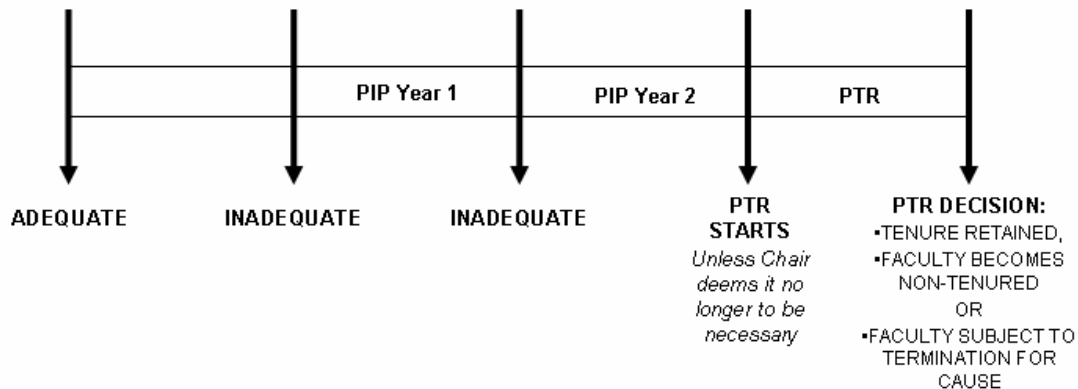 PIP Year 1
PIP Year 2
PTR
ADEQUATE
INADEQUATE
INADEQUATE
PTR
STARTS
Unless Chair
deems it no
longer to be
necessary
PTR DECISION:
▪TENURE RETAINED,
▪FACULTY BECOMES
NON-TENURED
OR
▪FACULTY SUBJECT TO
TERMINATION FOR
CAUSE